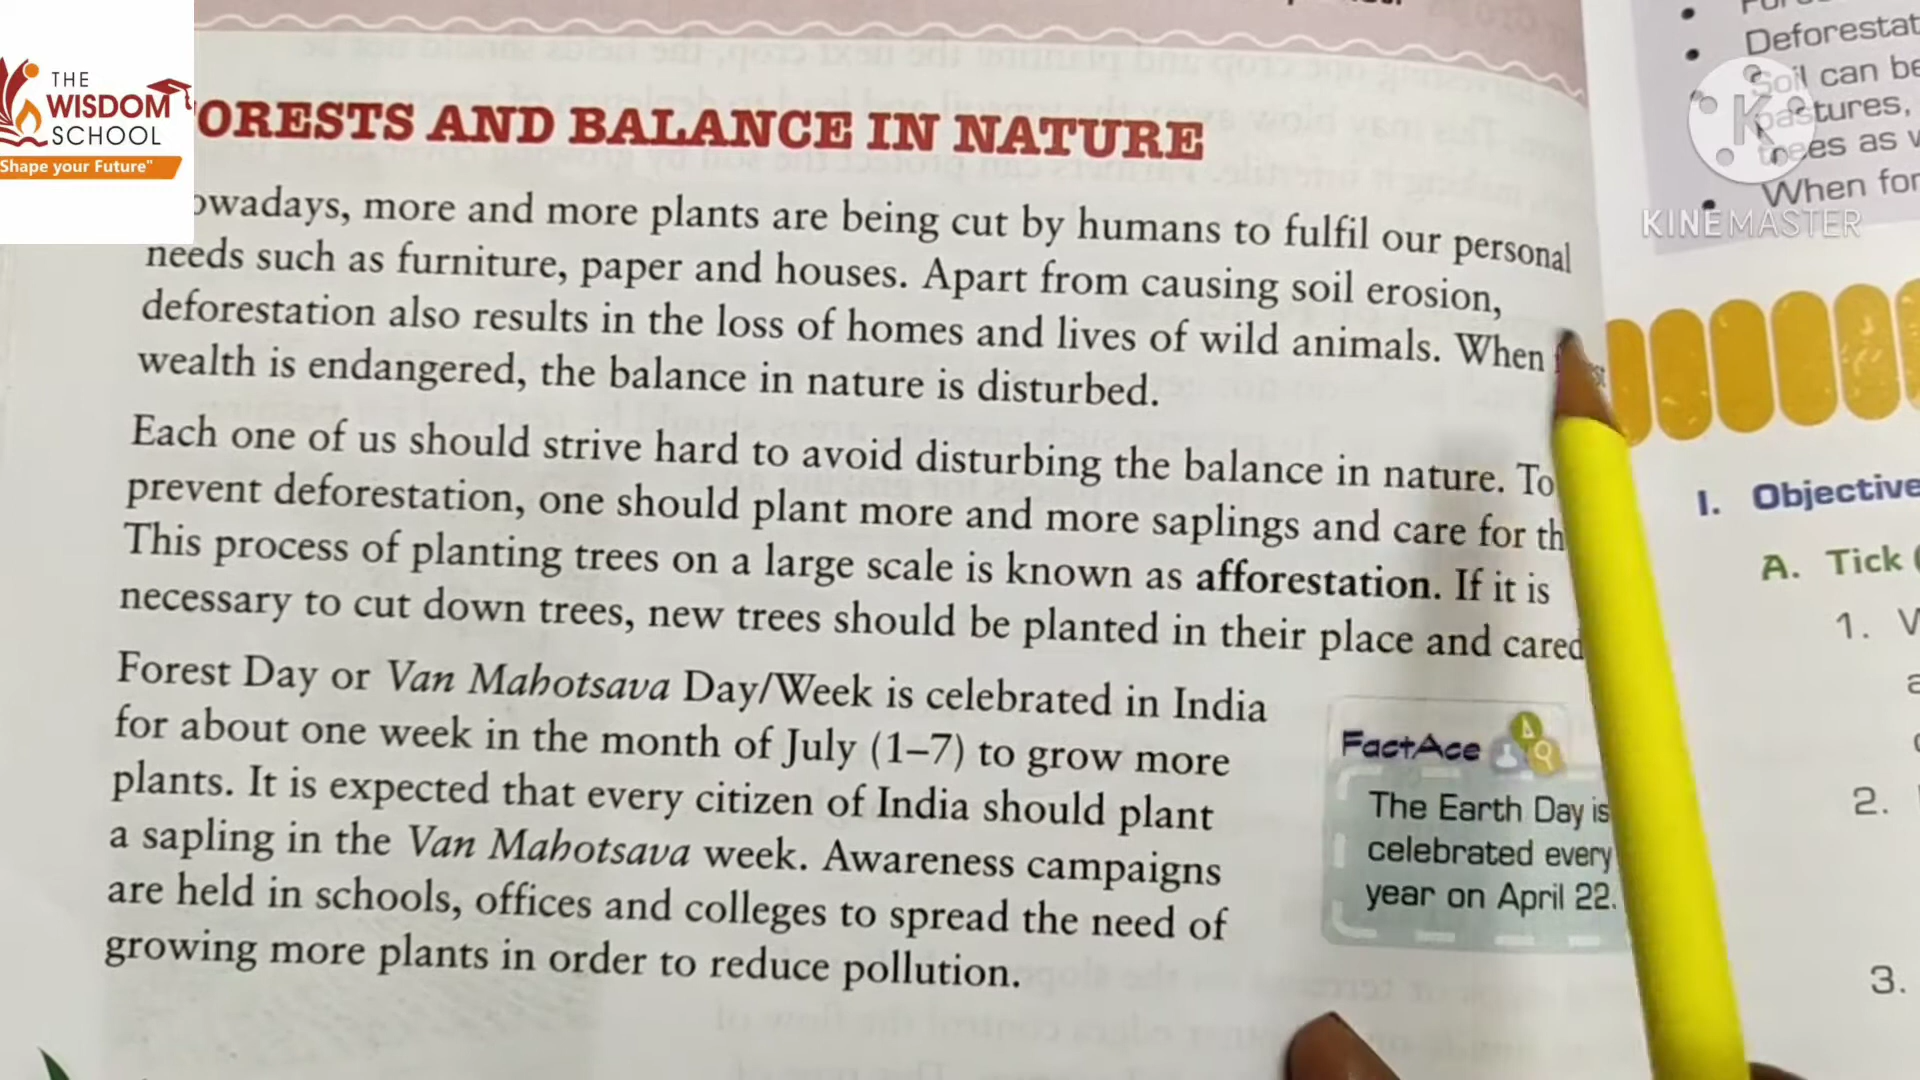 THE
WISDOM
SCHOOL
Shape your Future"
ORESTS AND BALANCE IN NATURE
owadays, more and more plants are being cut by humans to fulfil our personal
needs such as furniture, paper and houses. Apart from causing soil erosion,
deforestation also results in the loss of homes and lives of wild animals. When
wealth is endangered, the balance in nature is disturbed.
Each one of us should strive hard to avoid disturbing the balance in nature. To
prevent deforestation, one should plant more and more saplings and care for th
This process of planting trees on a large scale is known as afforestation. If it is
necessary to cut down trees, new trees should be planted in their place and cared
Forest Day or Van Mahotsava Day/Week is celebrated in India
for about one week in the month of July (1–7) to grow more
plants. It is expected that every citizen of India should plant
a sapling in the Van Mahotsava week. Awareness campaigns
are held in schools, offices and colleges to spread the need of
growing more plants in order to reduce pollution.
FactAce
The Earth Day is
celebrated every
year on April 22.
Deforestat
Soil can be
pastures,
trees as w
When for
K
KINEMASTER
I. Objective
A. Tick (
1.
2.
3.